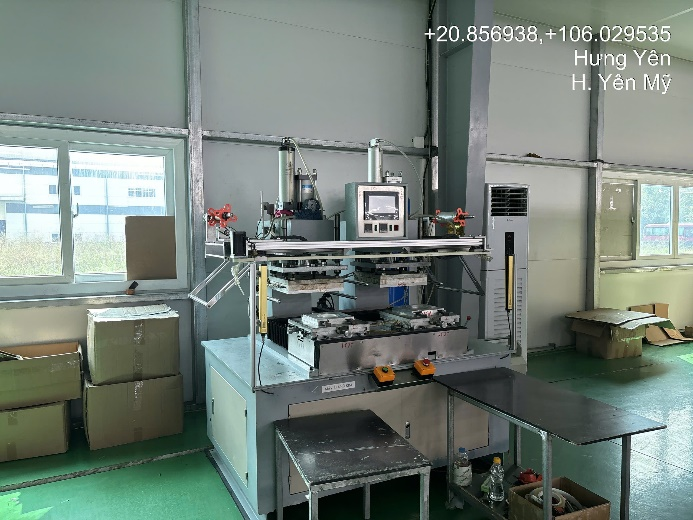 +20.856938,+106.029535
Hưng Yên
H. Yên Mỹ